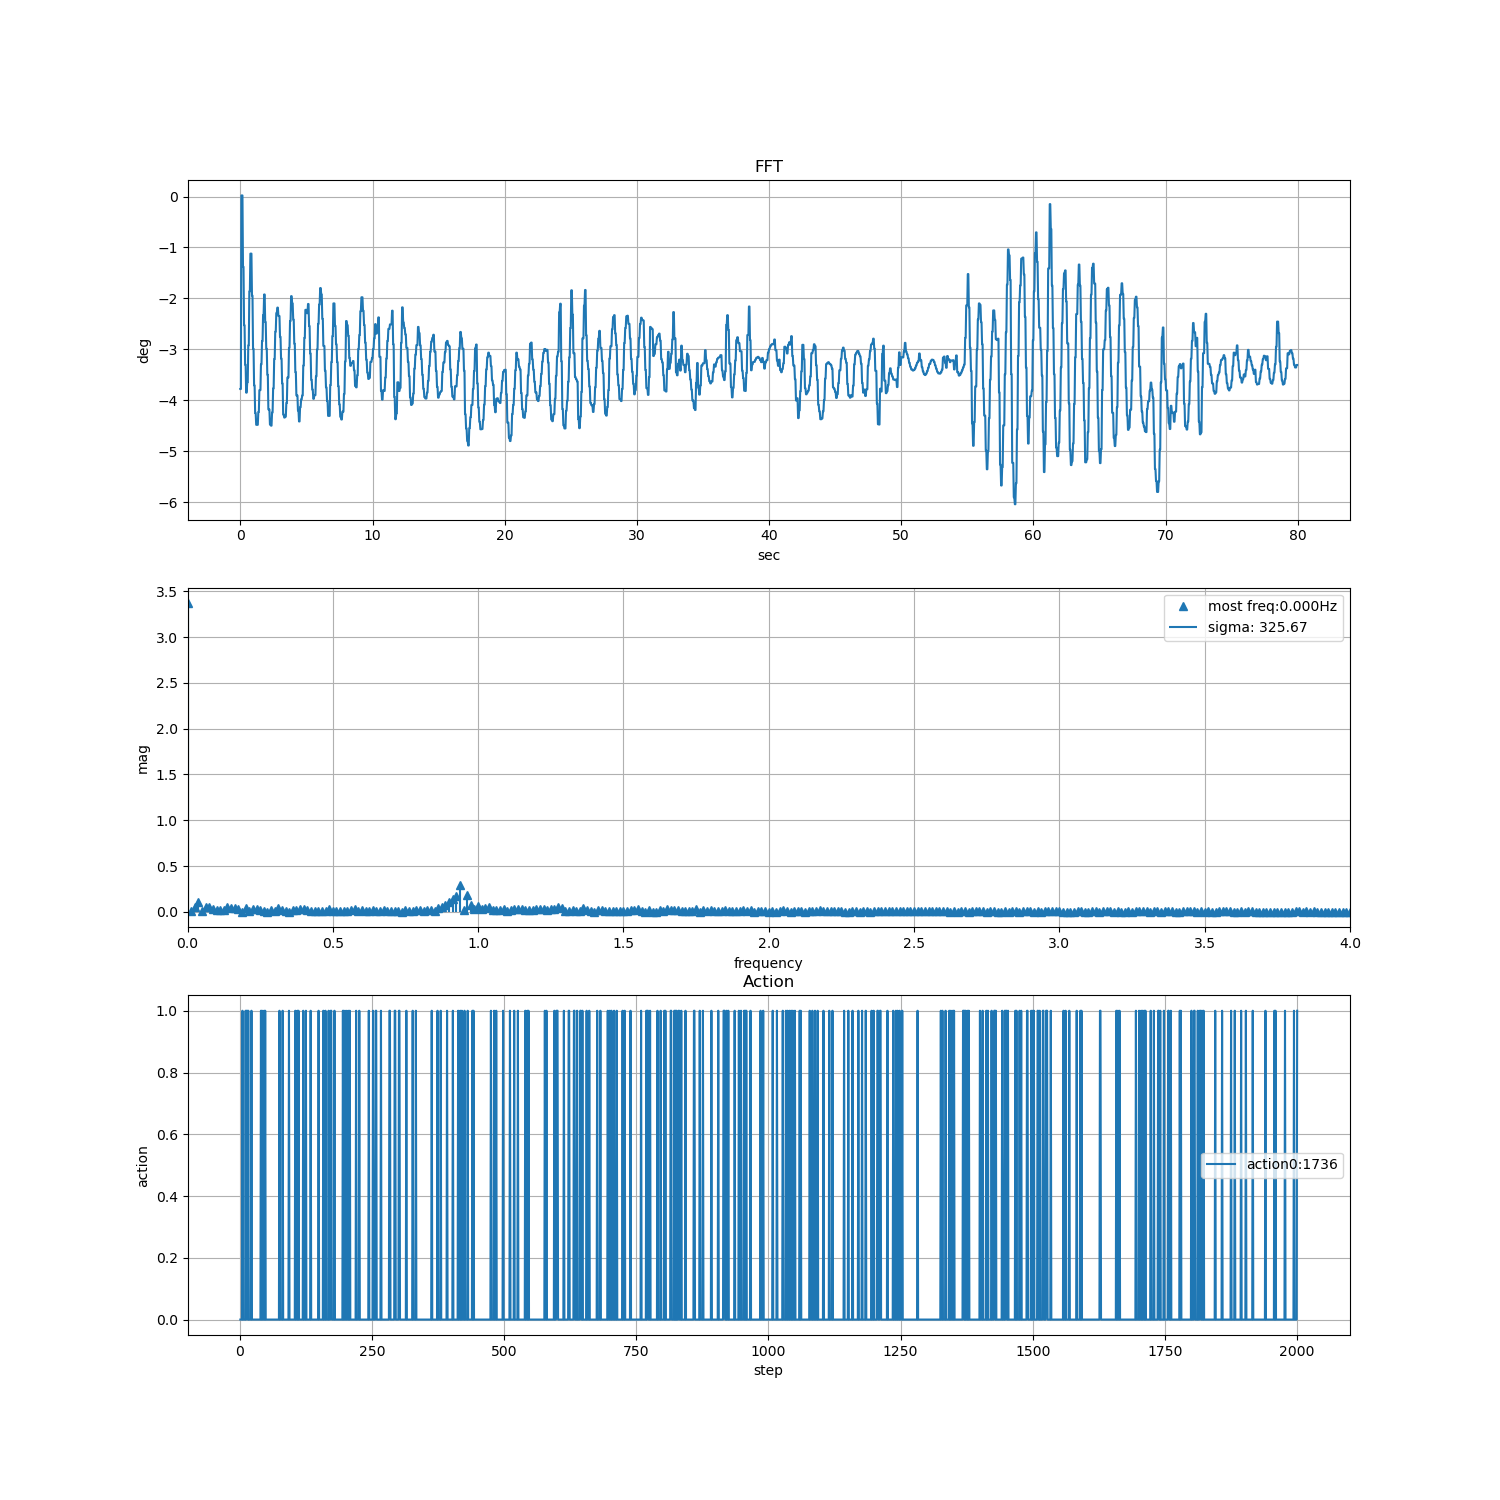 FFT
0
−1
−2
−3
−4
−5
−6
deg
0 10 20 30 40 50 60 70 80
sec
3.5
3.0
2.5
2.0
1.5
1.0
0.5
0.0
mag
most freq:0.000Hz
sigma: 325.67
0.0 0.5 1.0 1.5 2.0 2.5 3.0 3.5 4.0
frequency
Action
1.0
0.8
0.6
0.4
0.2
0.0
action
action0:1736
0 250 500 750 1000 1250 1500 1750 2000
step